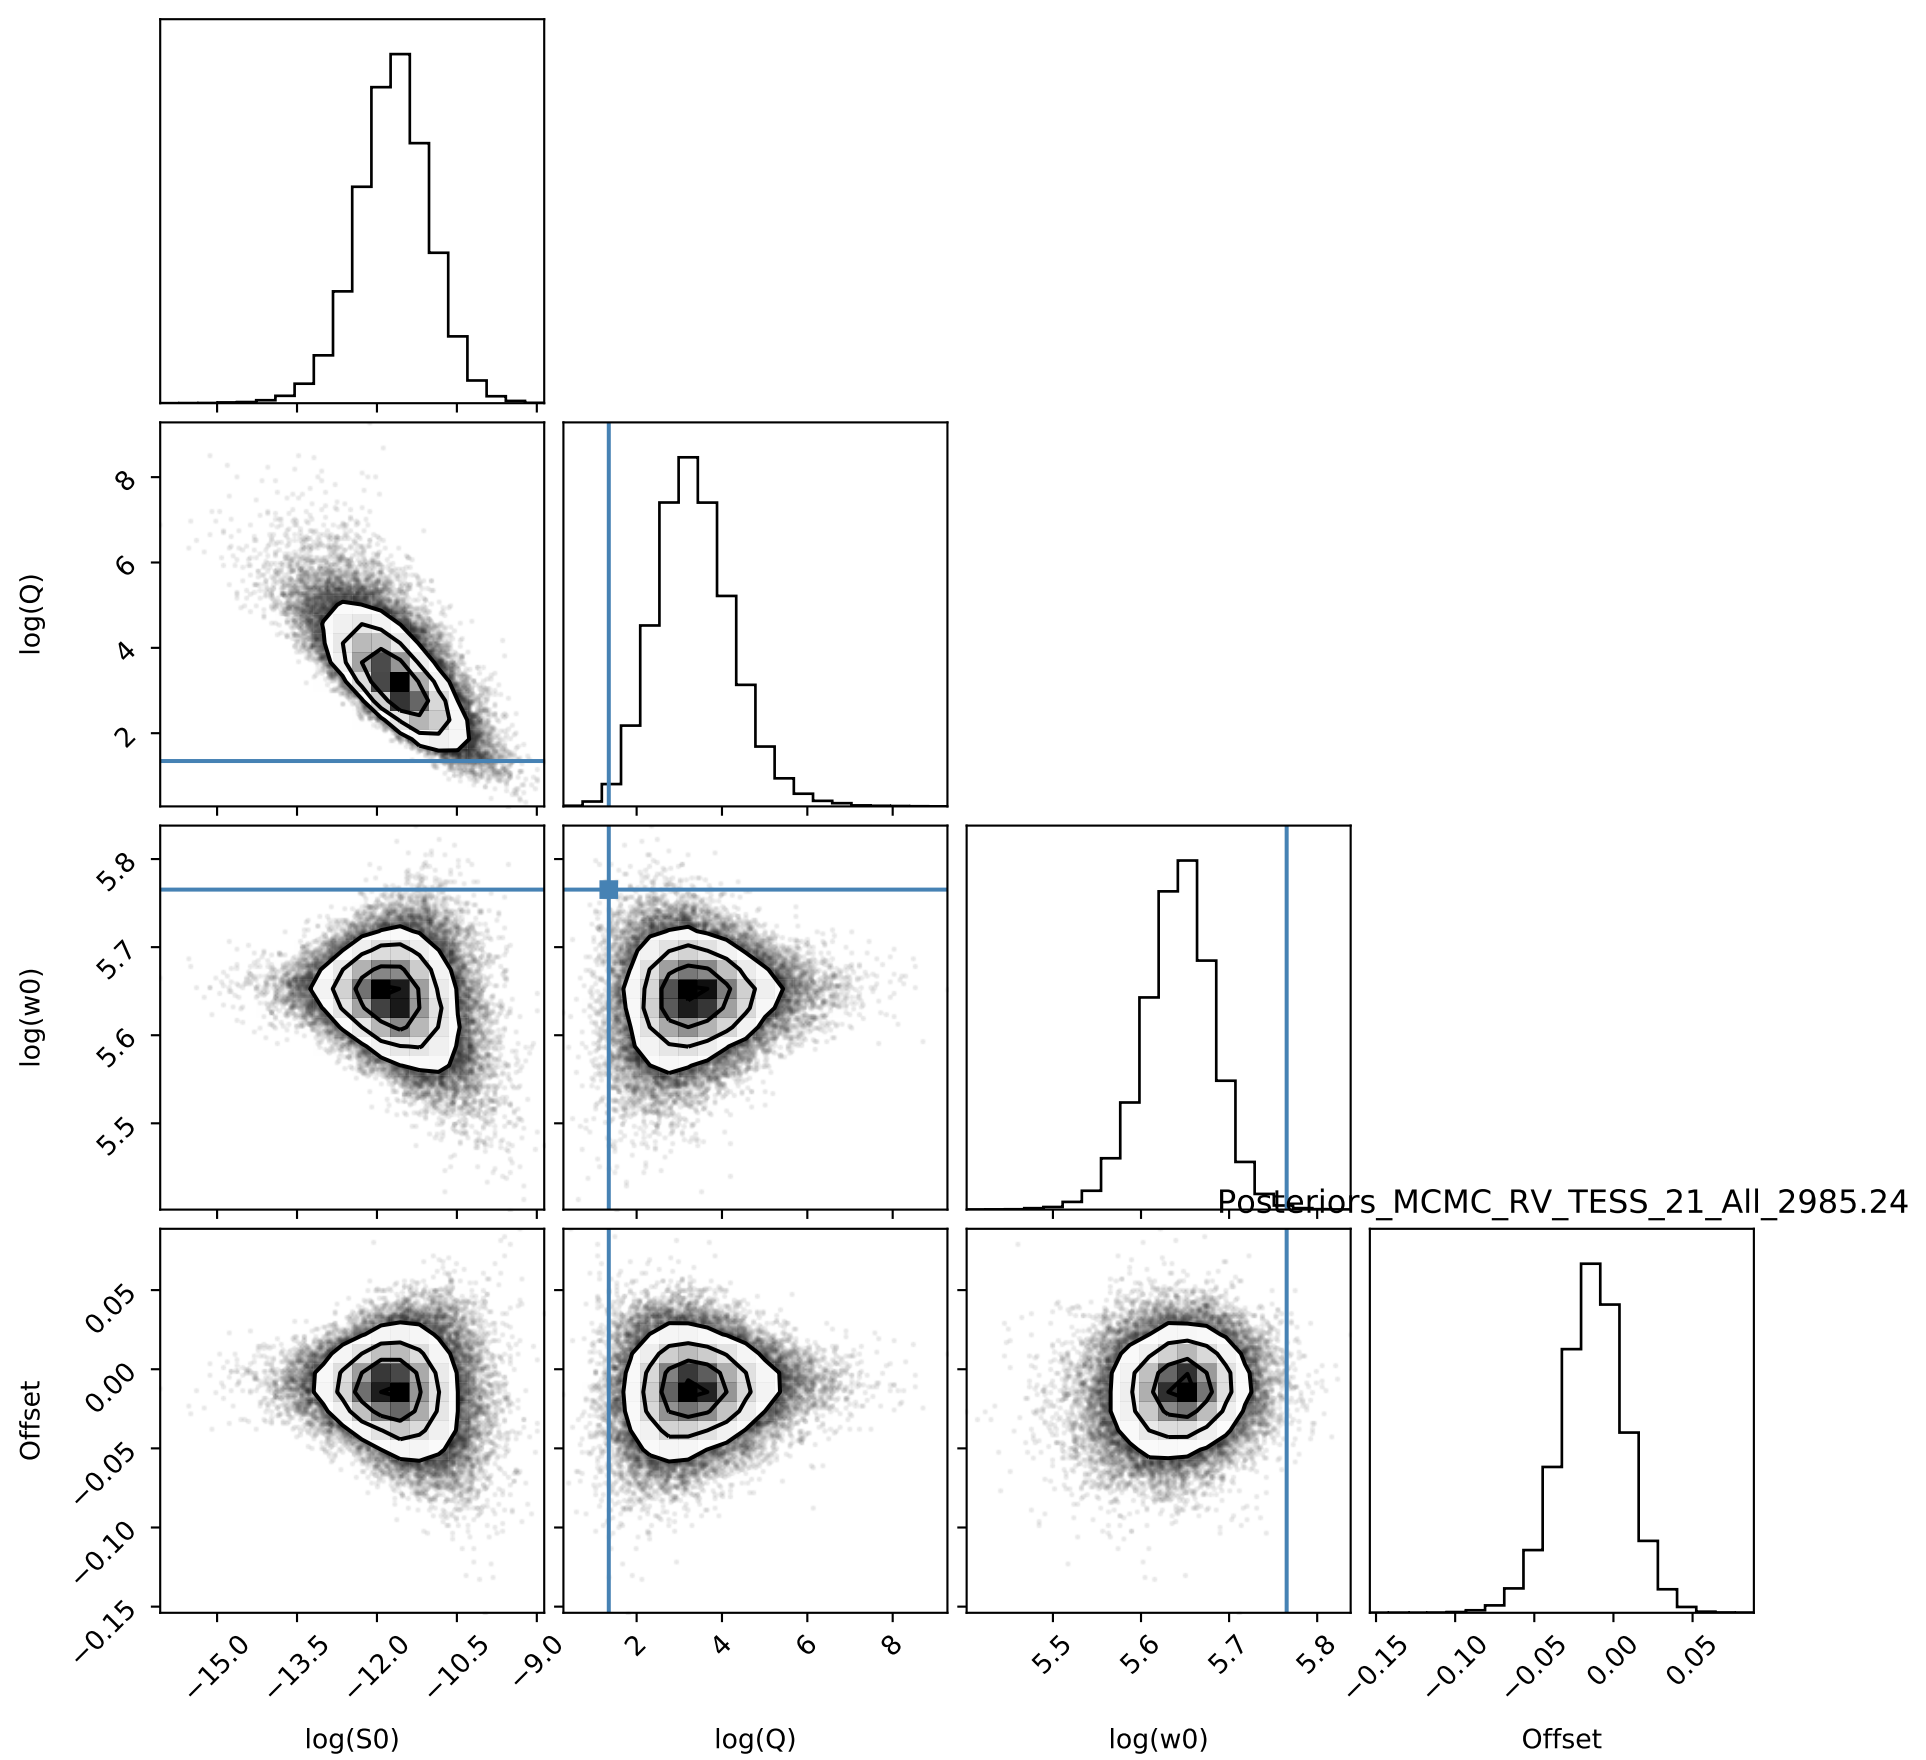 8
6
4
2
log(Q)
5.8
5.7
5.6
5.5
log(w0)
Posteriors_MCMC_RV_TESS_21_All_2985.24
0.05
0.00
−0.05
−0.10
−0.15
Offset
−15.0 −13.5 −12.0 −10.5 −9.0 2 4 6 8 5.5 5.6 5.7 5.8 −0.15 −0.10 −0.05 0.00 0.05
log(S0) log(Q) log(w0) Offset